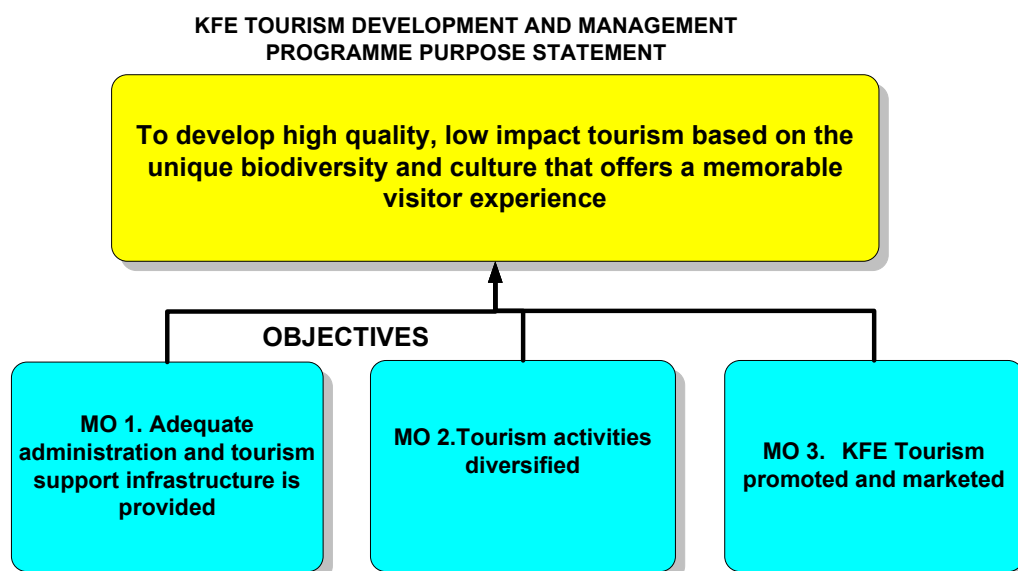 KFE TOURISM DEVELOPMENT AND MANAGEMENT
PROGRAMME PURPOSE STATEMENT
To develop high quality, low impact tourism based on the
unique biodiversity and culture that offers a memorable
visitor experience
OBJECTIVES
MO 1. Adequate
administration and tourism
support infrastructure is
provided
MO 2.Tourism activities
diversified
MO 3. KFE Tourism
promoted and marketed